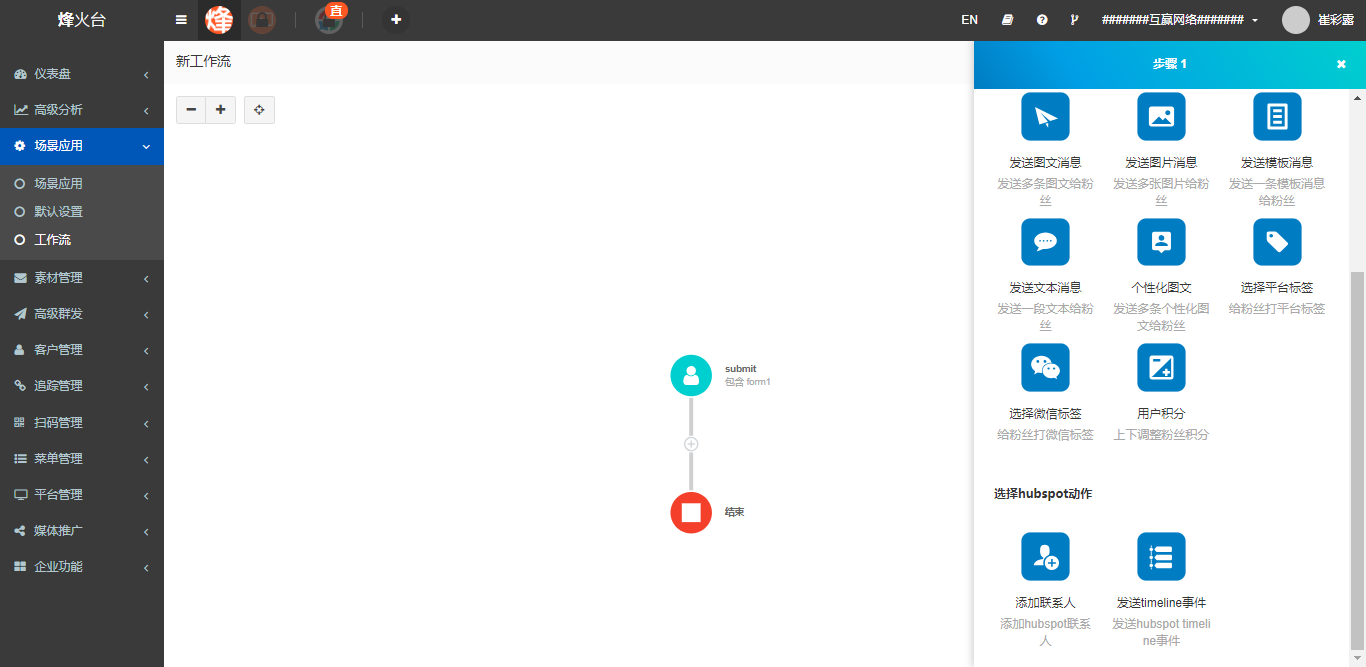 烽火台
烽
直
EN
#######互赢网络#######
崔彩露
仪表盘
高级分析
场景应用
场景应用
默认设置
工作流
素材管理
高级群发
客户管理
追踪管理
扫码管理
菜单管理
平台管理
媒体推广
企业功能
新工作流
submit
包含 form1
结束
步骤 1
发送图文消息
发送多条图文给粉
丝
发送图片消息
发送多张图片给粉
丝
发送模板消息
发送一条模板消息
给粉丝
发送文本消息
发送一段文本给粉
丝
个性化图文
发送多条个性化图
文给粉丝
选择平台标签
给粉丝打平台标签
选择微信标签
给粉丝打微信标签
用户积分
上下调整粉丝积分
选择hubspot动作
添加联系人
添加hubspot联系
人
发送timeline事件
发送hubspot timeli
ne事件